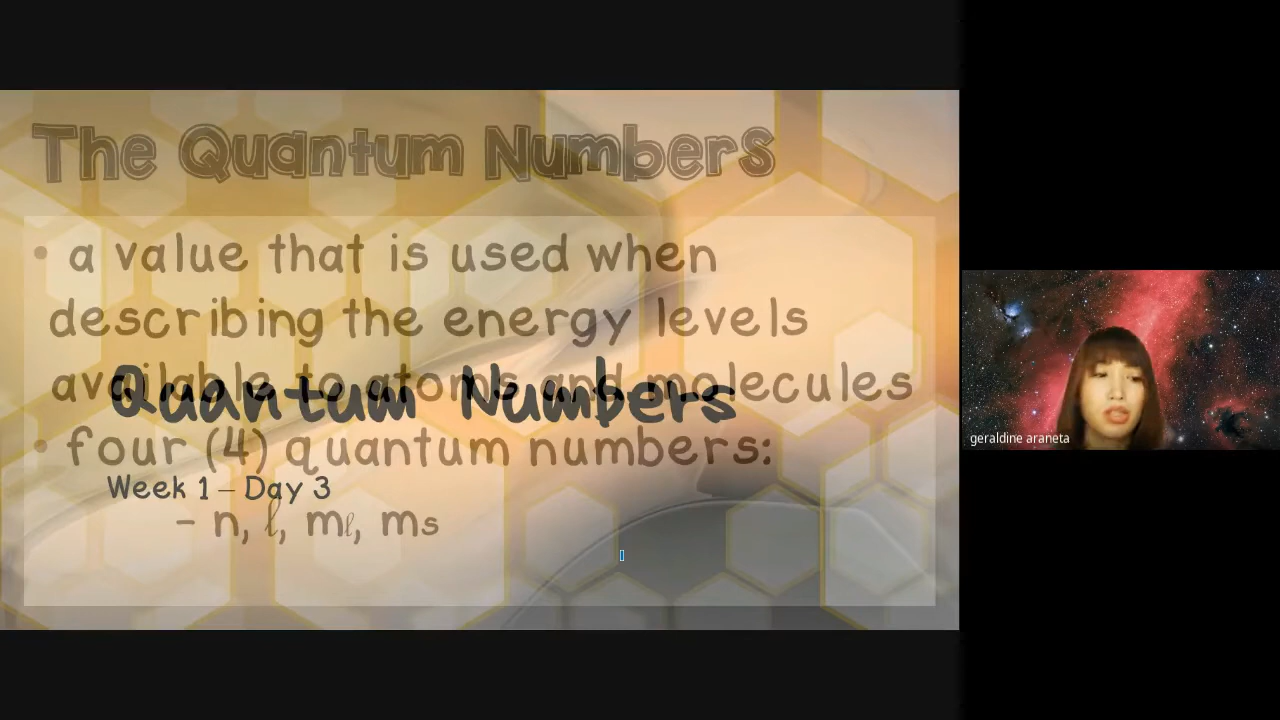 The Quantum Numbers
• a value that is used when
describing the energy levels
available to atoms and molecules
Quantum Numbers
• four (4) quantum numbers:
Week 1 – Day 3
– n, ℓ, mℓ, ms
geraldine araneta